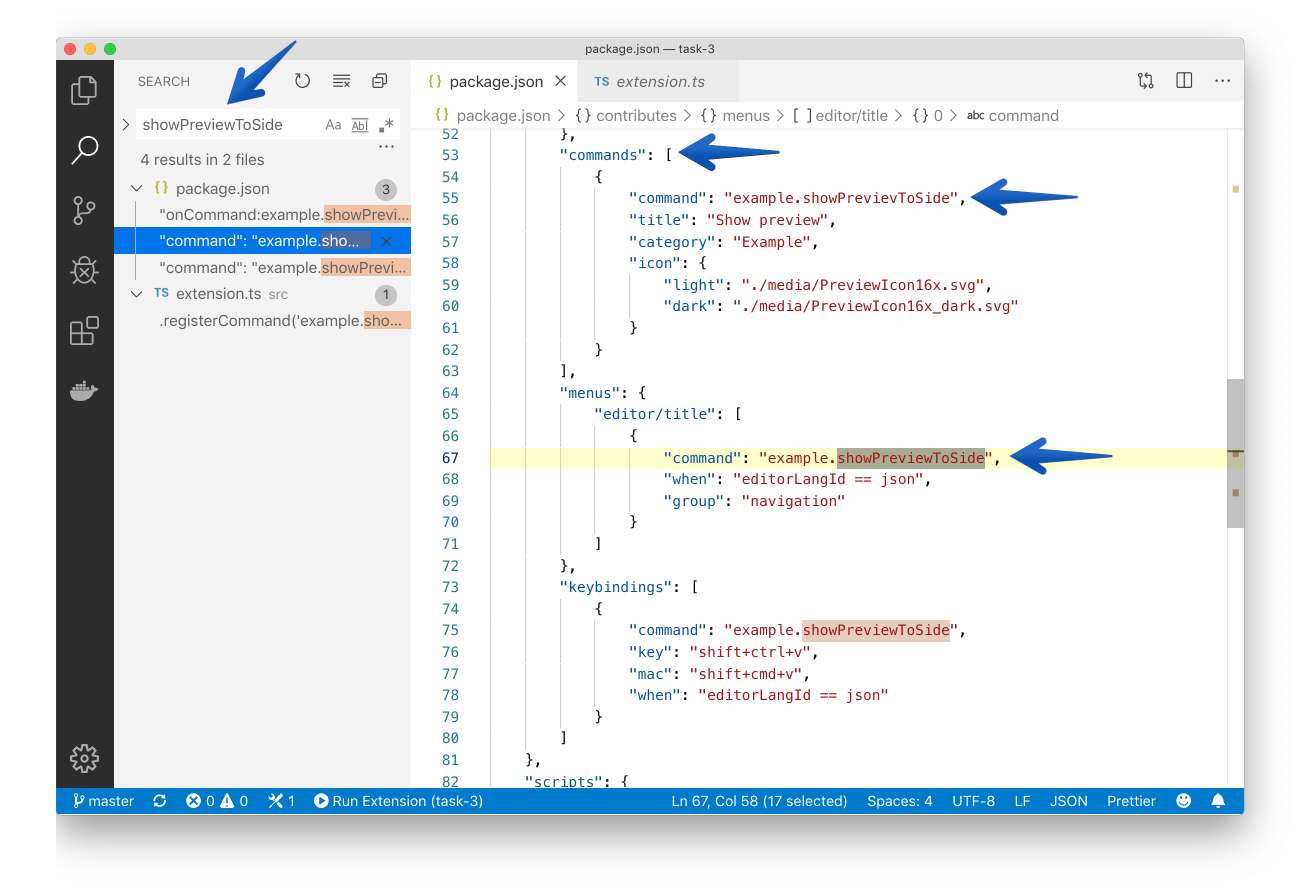 package.json — task-3
SEARCH
showPreviewToSide Aa Abl .*
4 results in 2 files
{} package.json 3
"onCommand:example.showPrevi...
"command": "example.sho...
"command": "example.showPrevi...
TS extension.ts src 1
.registerCommand('example.sho...
{} package.json TS extension.ts
{} package.json > {} contributes > {} menus > [ ] editor/title > {} 0 > abc command
52 },
53 "commands": [
54 {
55 "command": "example.showPrevievToSide",
56 "title": "Show preview",
57 "category": "Example",
58 "icon": {
59 "light": "./media/PreviewIcon16x.svg",
60 "dark": "./media/PreviewIcon16x_dark.svg"
61 }
62 }
63 ],
64 "menus": {
65 "editor/title": [
66 {
67 "command": "example.showPreviewToSide",
68 "when": "editorLangId == json",
69 "group": "navigation"
70 }
71 ]
72 },
73 "keybindings": [
74 {
75 "command": "example.showPreviewToSide",
76 "key": "shift+ctrl+v",
77 "mac": "shift+cmd+v",
78 "when": "editorLangId == json"
79 }
80 ]
81 },
82 "scripts": {
master 0 0 1 Run Extension (task-3) Ln 67, Col 58 (17 selected) Spaces: 4 UTF-8 LF JSON Prettier